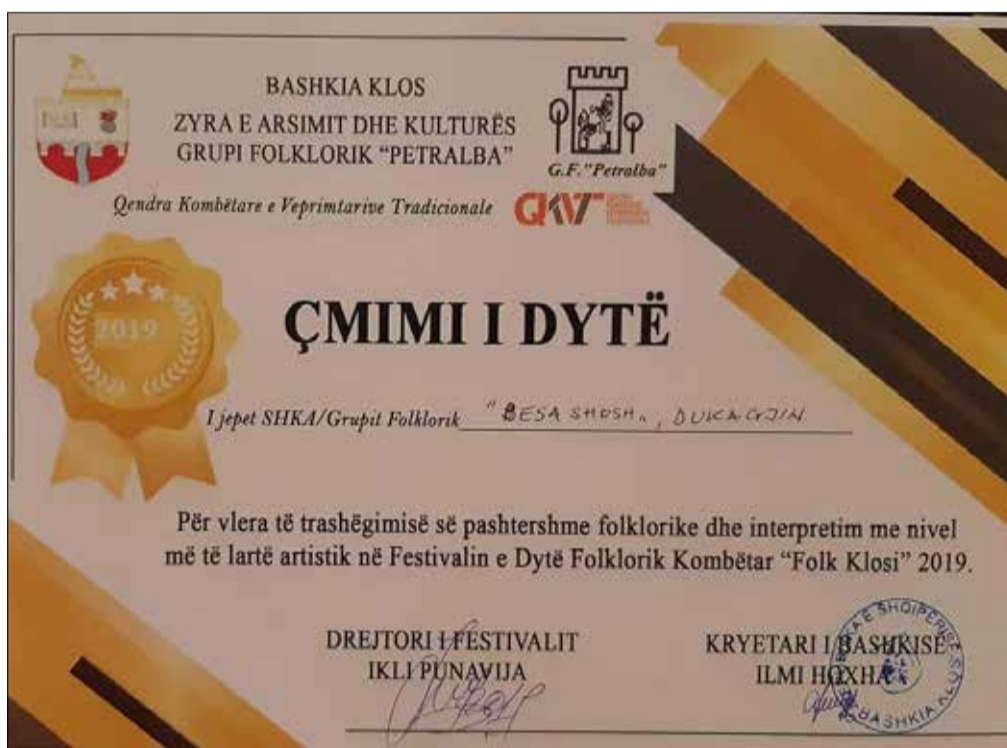 BASHKIA KLOS
ZYRA E ARSIMIT DHE KULTURËS
GRUPI FOLKLORIK “PETRALBA”
G.F."Petralba"
Qendra Kombëtare e Veprimtarive Tradicionale
QKVT
2019
ÇMIMI I DYTË
I jepet SHKA/Grupit Folklorik "BESA SHOSH", DUKAGJIN
Për vlera të trashëgimisë së pashtershme folklorike dhe interpretim me nivel
më të lartë artistik në Festivalin e Dytë Folklorik Kombëtar “Folk Klosi” 2019.
DREJTORI I FESTIVALIT
IKLI PUNAVIJA
KRYETARI I BASHKISË
ILMI HOXHA
BASHKIA KLOS